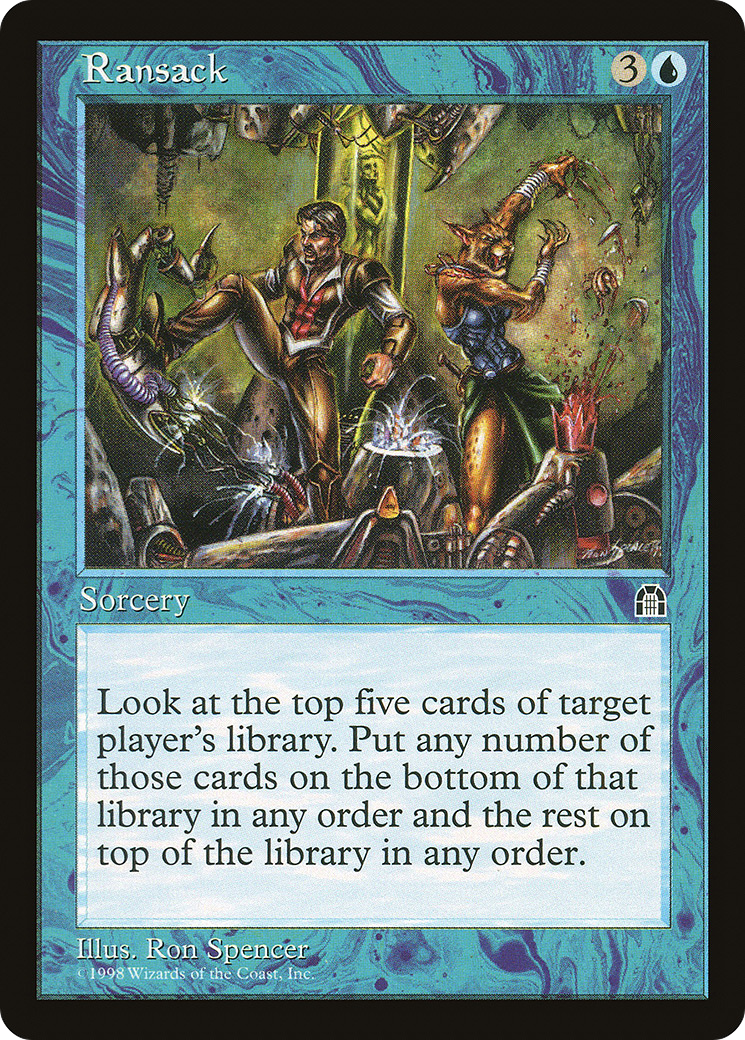 Ransack
3
Sorcery
Look at the top five cards of target
player's library. Put any number of
those cards on the bottom of that
library in any order and the rest on
top of the library in any order.
Illus. Ron Spencer
©1998 Wizards of the Coast, Inc.